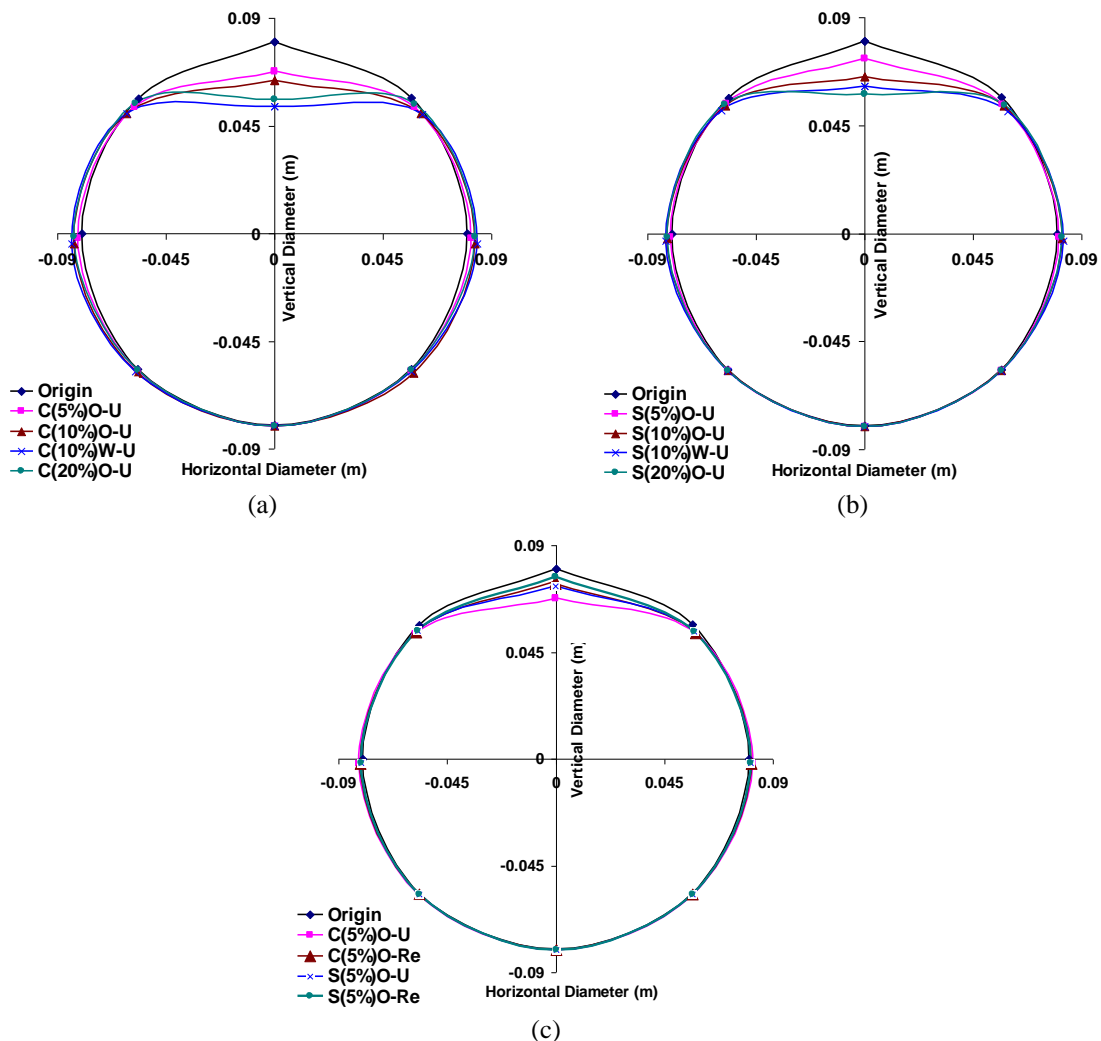 0.09
0.045
0
-0.045
-0.09
-0.09
-0.045
0
0.045
0.09
Vertical Diameter (m)
Horizontal Diameter (m)
Origin
C(5%)O-U
C(10%)O-U
C(10%)W-U
C(20%)O-U
(a)
0.09
0.045
0
-0.045
-0.09
-0.09
-0.045
0
0.045
0.09
Vertical Diameter (m)
Horizontal Diameter (m)
Origin
S(5%)O-U
S(10%)O-U
S(10%)W-U
S(20%)O-U
(b)
0.09
0.045
0
-0.045
-0.09
-0.09
-0.045
0
0.045
0.09
Vertical Diameter (m)
Horizontal Diameter (m)
Origin
C(5%)O-U
C(5%)O-Re
S(5%)O-U
S(5%)O-Re
(c)